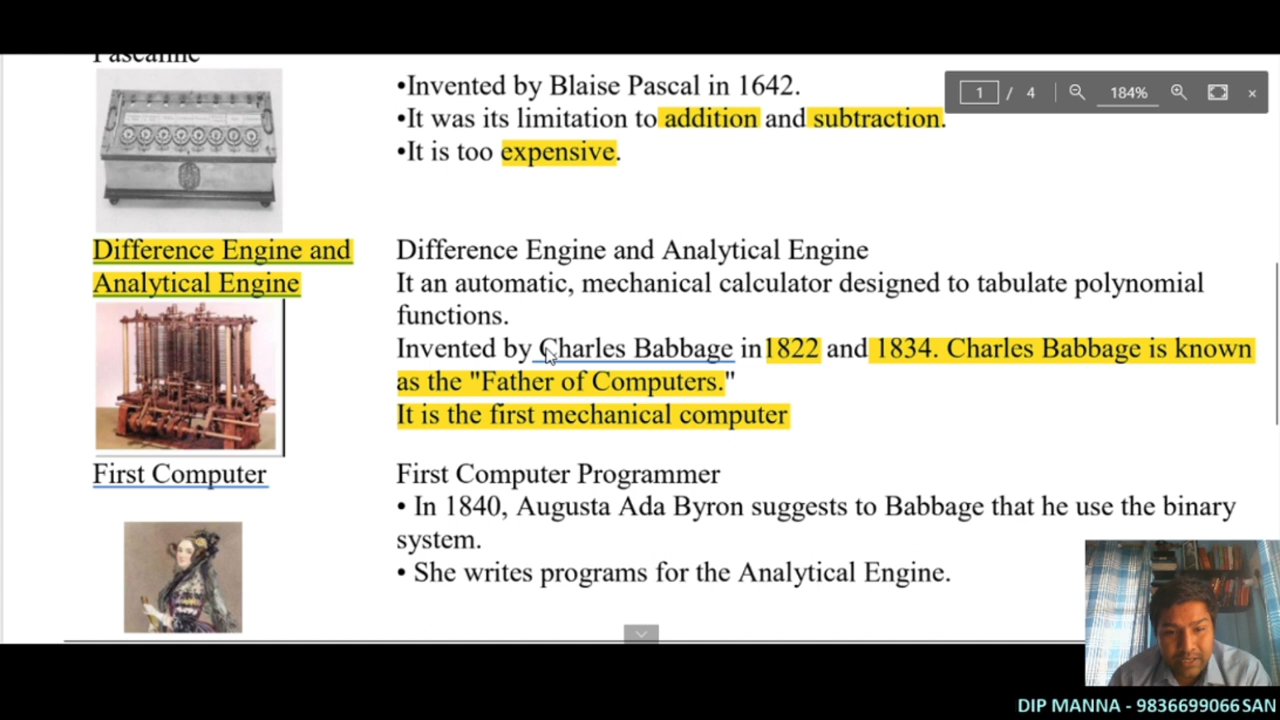 Pascaline
•Invented by Blaise Pascal in 1642.
•It was its limitation to addition and subtraction.
•It is too expensive.
1 / 4 184% ×
Difference Engine and
Analytical Engine
Difference Engine and Analytical Engine
It an automatic, mechanical calculator designed to tabulate polynomial
functions.
Invented by Charles Babbage in 1822 and 1834. Charles Babbage is known
as the "Father of Computers."
It is the first mechanical computer
First Computer
First Computer Programmer
• In 1840, Augusta Ada Byron suggests to Babbage that he use the binary
system.
• She writes programs for the Analytical Engine.
DIP MANNA - 9836699066 SAN